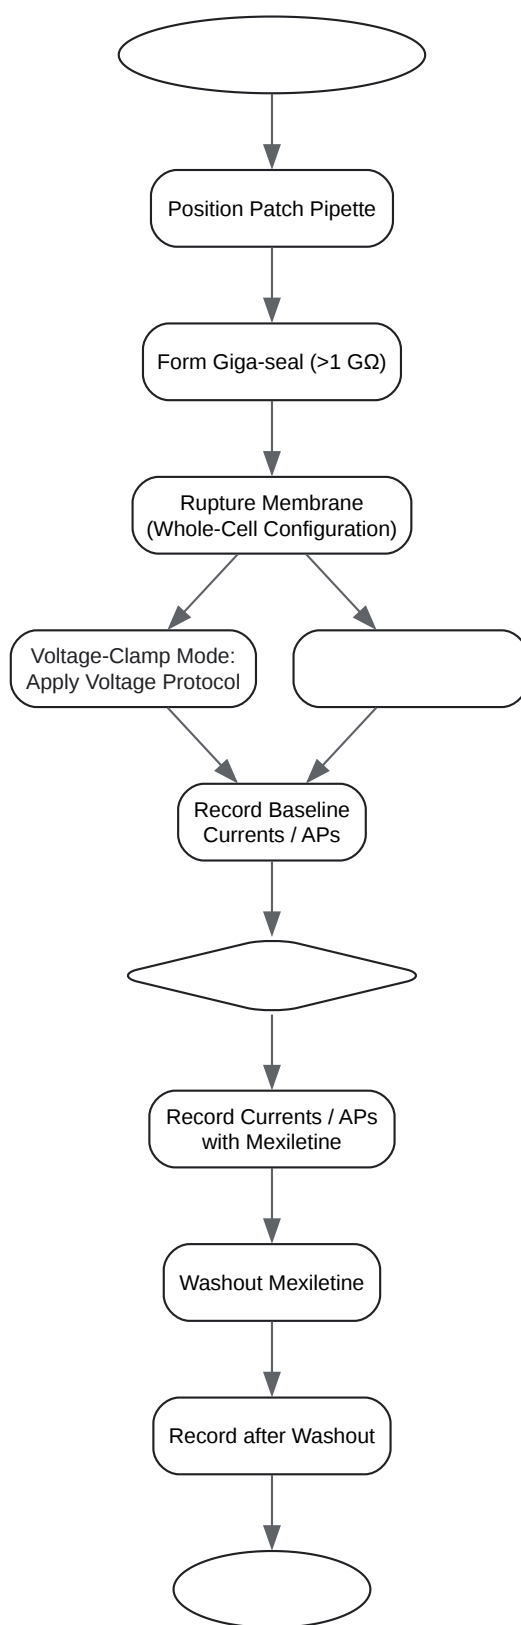 Position Patch Pipette
Form Giga-seal (>1 GΩ)
Rupture Membrane
(Whole-Cell Configuration)
Voltage-Clamp Mode:
Apply Voltage Protocol
Record Baseline
Currents / APs
Record Currents / APs
with Mexiletine
Washout Mexiletine
Record after Washout